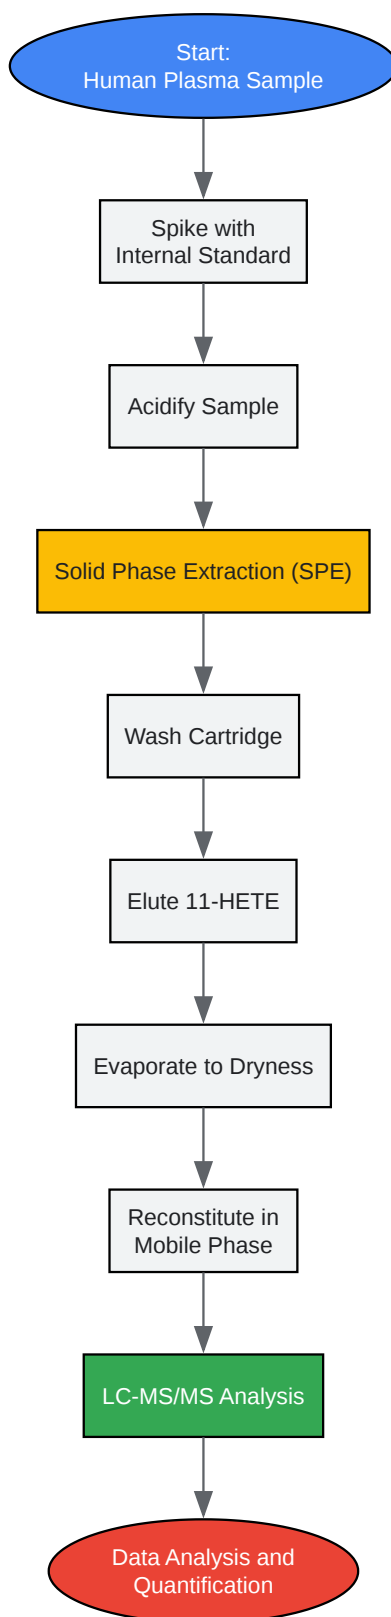 Start:
Human Plasma Sample
Spike with
Internal Standard
Acidify Sample
Solid Phase Extraction (SPE)
Wash Cartridge
Elute 11-HETE
Evaporate to Dryness
Reconstitute in
Mobile Phase
LC-MS/MS Analysis
Data Analysis and
Quantification